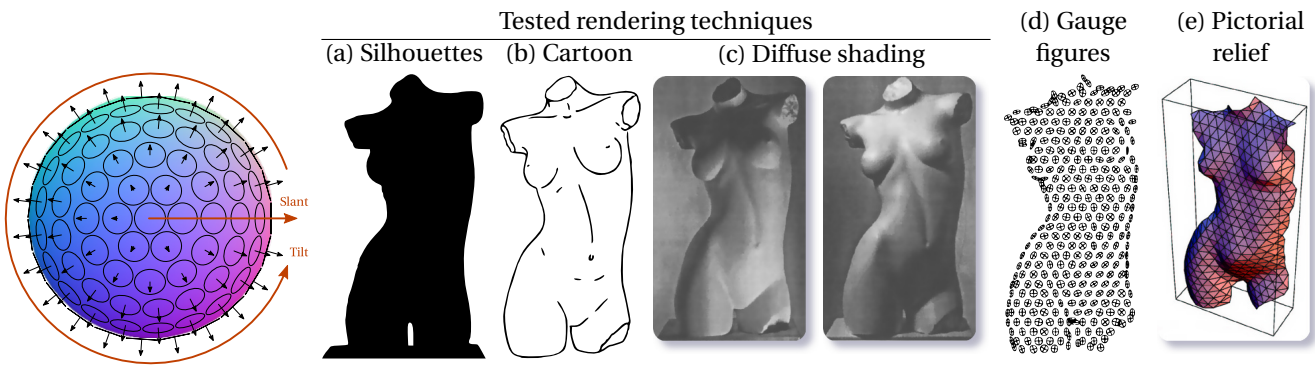 Tested rendering techniques
(a) Silhouettes
(b) Cartoon
(c) Diffuse shading
(d) Gauge
figures
(e) Pictorial
relief
Slant
Tilt